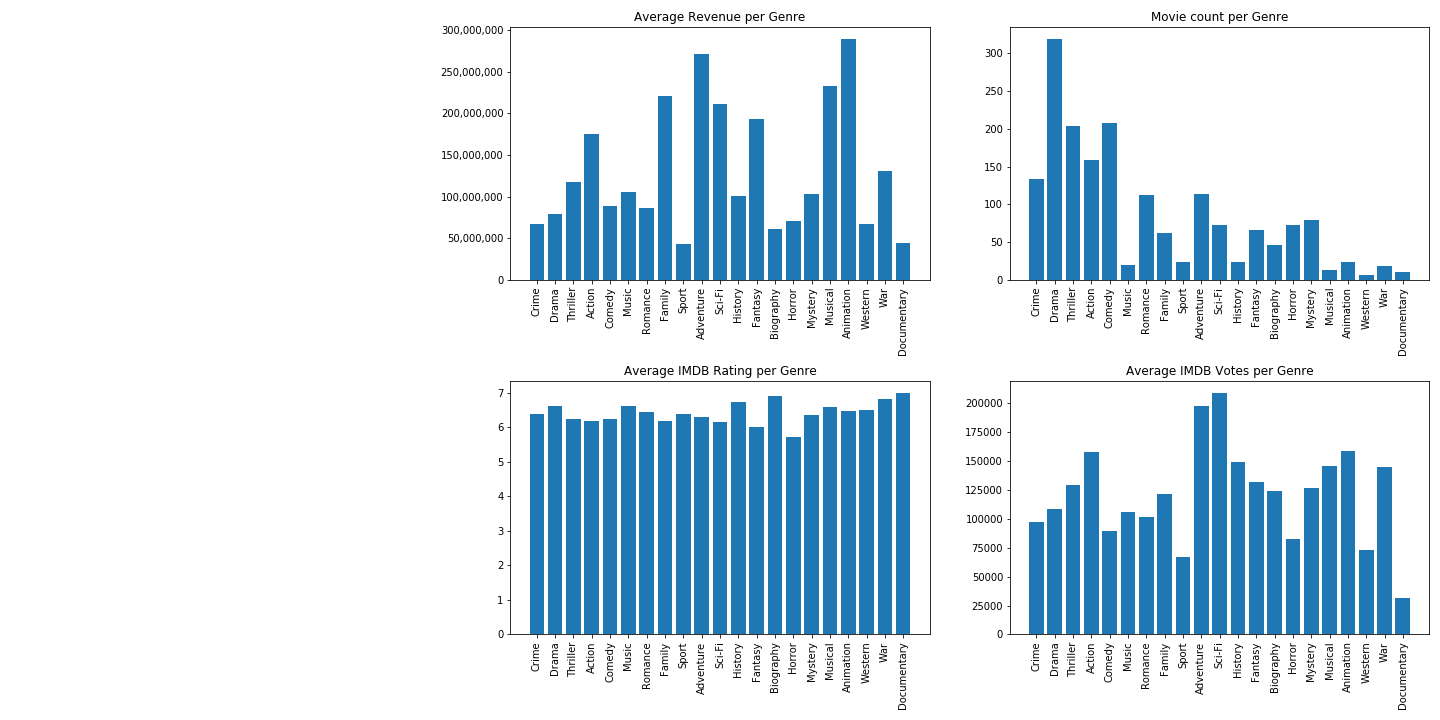 Average Revenue per Genre
300,000,000
250,000,000
200,000,000
150,000,000
100,000,000
50,000,000
0
Crime
Drama
Thriller
Action
Comedy
Music
Romance
Family
Sport
Adventure
Sci-Fi
History
Fantasy
Biography
Horror
Mystery
Musical
Animation
Western
War
Documentary
Movie count per Genre
300
250
200
150
100
50
0
Crime
Drama
Thriller
Action
Comedy
Music
Romance
Family
Sport
Adventure
Sci-Fi
History
Fantasy
Biography
Horror
Mystery
Musical
Animation
Western
War
Documentary
Average IMDB Rating per Genre
7
6
5
4
3
2
1
0
Crime
Drama
Thriller
Action
Comedy
Music
Romance
Family
Sport
Adventure
Sci-Fi
History
Fantasy
Biography
Horror
Mystery
Musical
Animation
Western
War
Documentary
Average IMDB Votes per Genre
200000
175000
150000
125000
100000
75000
50000
25000
0
Crime
Drama
Thriller
Action
Comedy
Music
Romance
Family
Sport
Adventure
Sci-Fi
History
Fantasy
Biography
Horror
Mystery
Musical
Animation
Western
War
Documentary